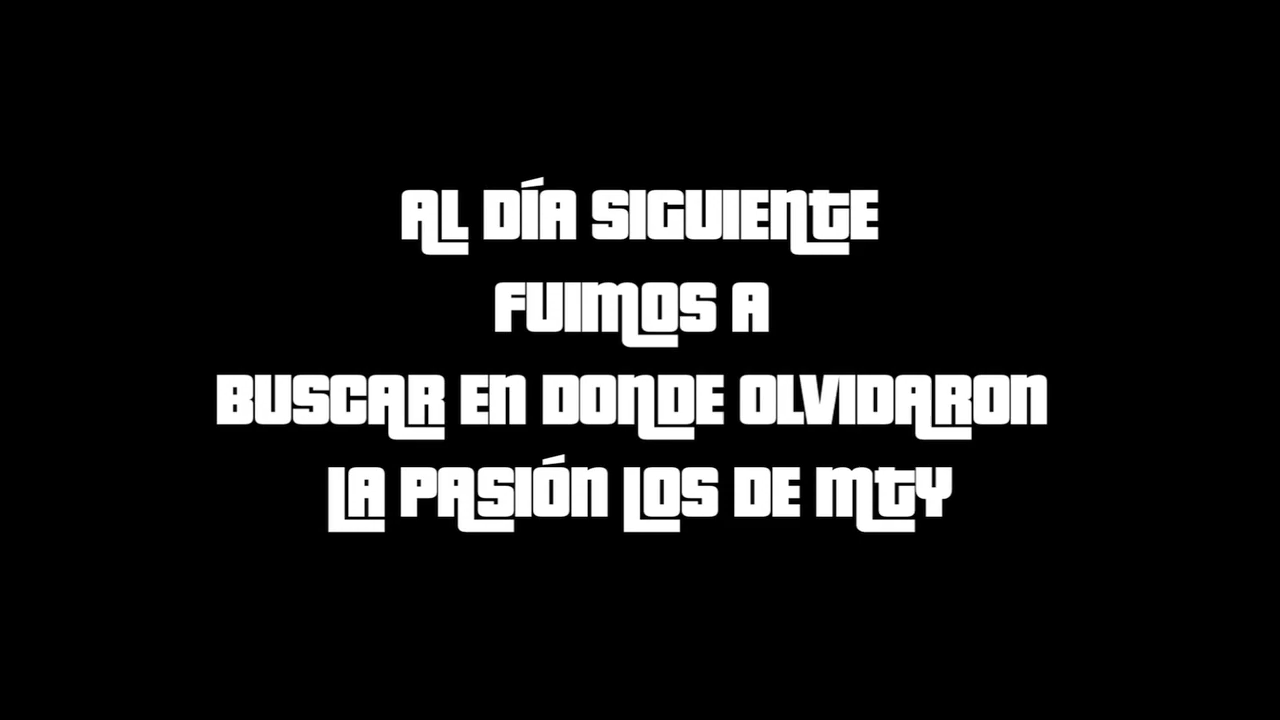 AL DÍA SIGUIENTE
FUIMOS A
BUSCAR EN DONDE OLVIDARON
LA PASIÓN LOS DE MTY